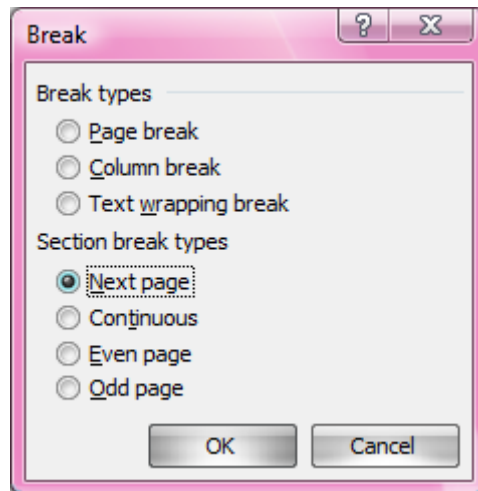 Break
Break types
Page break
Column break
Text wrapping break
Section break types
Next page
Continuous
Even page
Odd page
OK Cancel